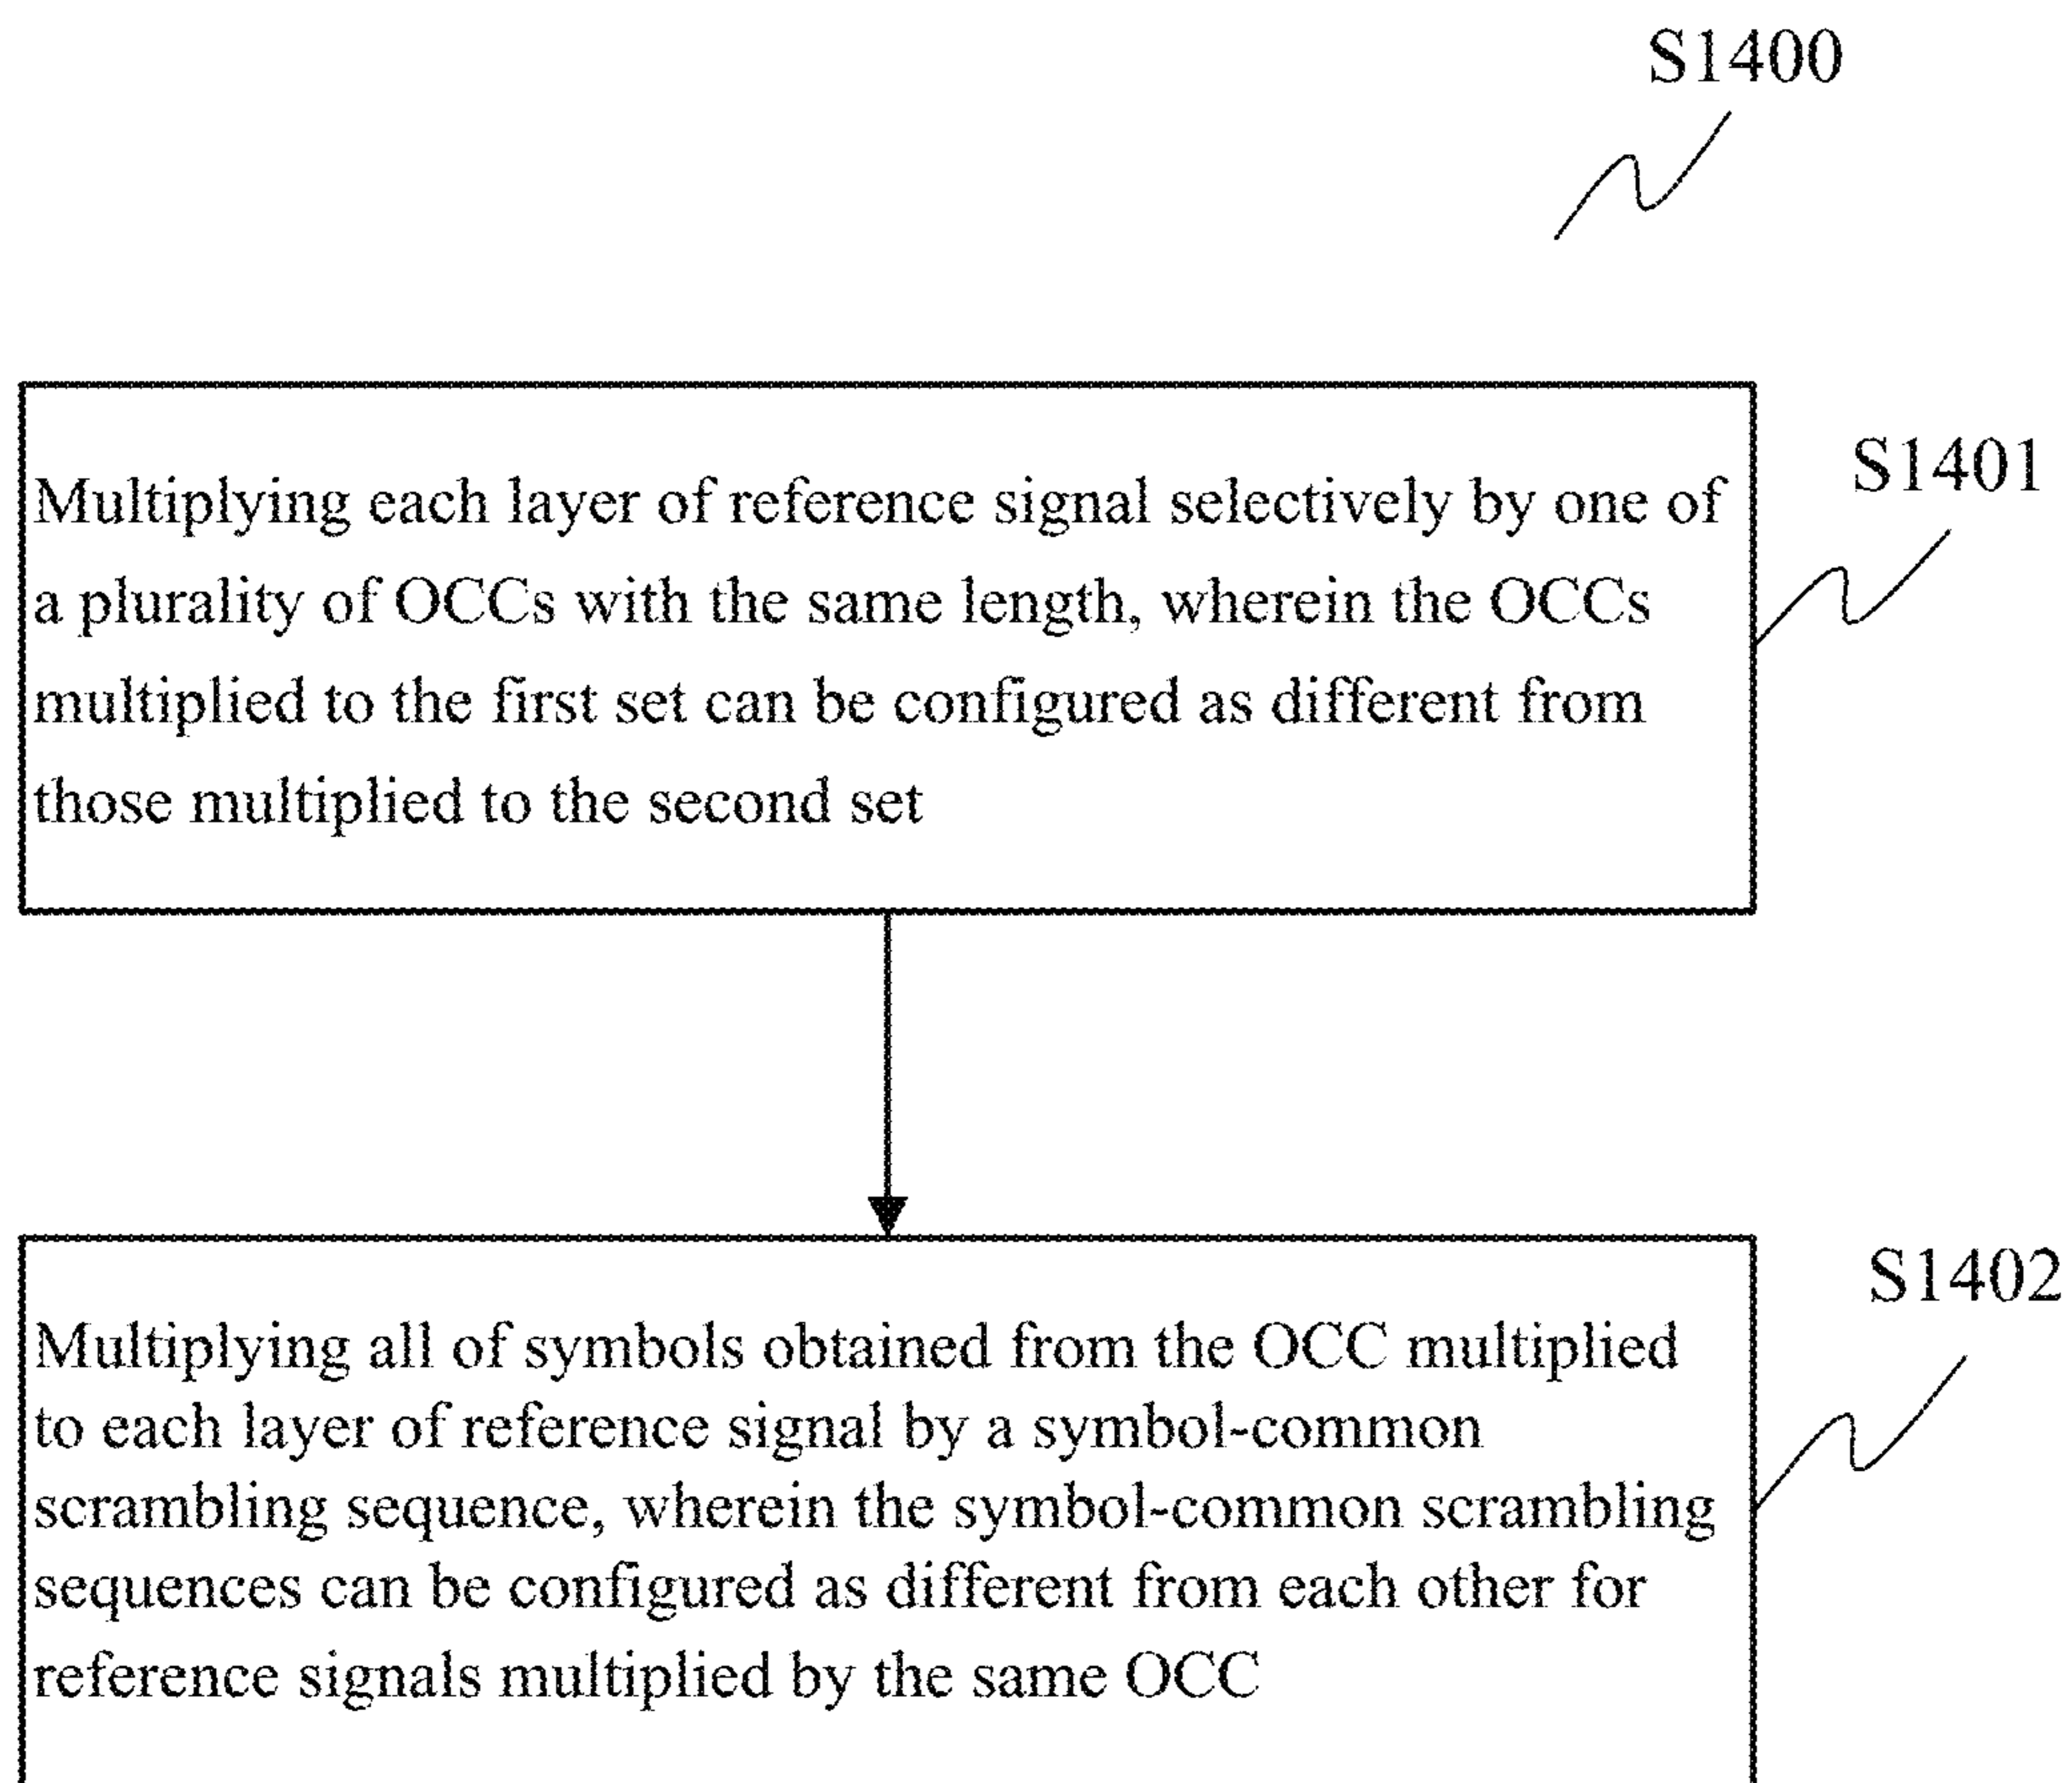 S1400
Multiplying each layer of reference signal selectively by one of
a plurality of OCCs with the same length, wherein the OCCs
multiplied to the first set can be configured as different from
those multiplied to the second set
S1401
Multiplying all of symbols obtained from the OCC multiplied
to each layer of reference signal by a symbol-common
scrambling sequence, wherein the symbol-common scrambling
sequences can be configured as different from each other for
reference signals multiplied by the same OCC
S1402